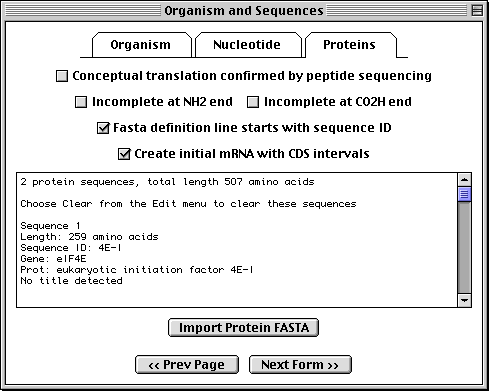 Organism and Sequences
Organism Nucleotide Proteins
Conceptual translation confirmed by peptide sequencing
Incomplete at NH2 end Incomplete at CO2H end
Fasta definition line starts with sequence ID
Create initial mRNA with CDS intervals
2 protein sequences, total length 507 amino acids
Choose Clear from the Edit menu to clear these sequences
Sequence 1
Length: 259 amino acids
Sequence ID: 4E-I
Gene: eIF4E
Prot: eukaryotic initiation factor 4E-I
No title detected
Import Protein FASTA
<< Prev Page Next Form >>